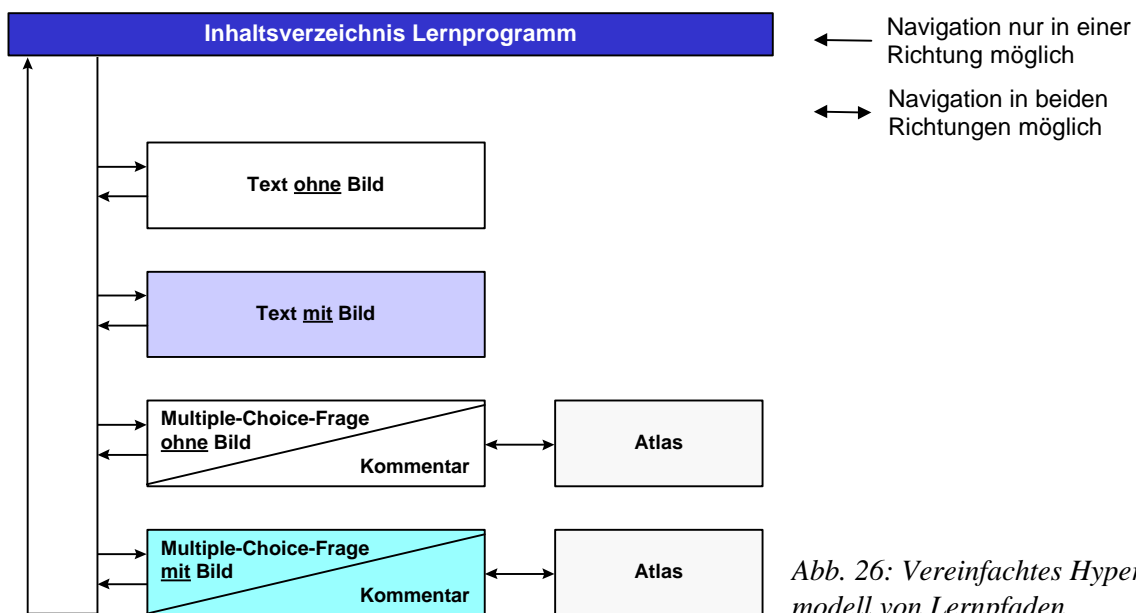 Inhaltsverzeichnis Lernprogramm
Navigation nur in einer
Richtung möglich
Navigation in beiden
Richtungen möglich
Text ohne Bild
Text mit Bild
Multiple-Choice-Frage
ohne Bild
Kommentar
Atlas
Multiple-Choice-Frage
mit Bild
Kommentar
Atlas
Abb. 26: Vereinfachtes Hyper
modell von Lernpfaden